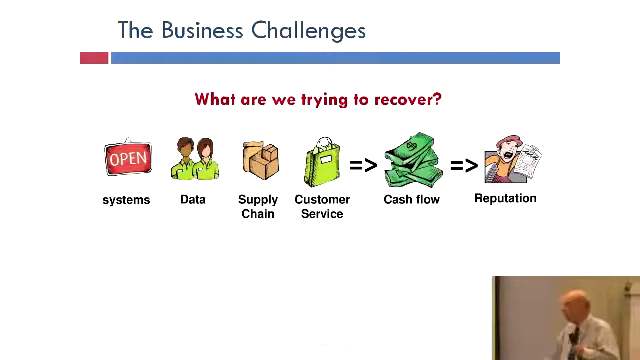 The Business Challenges
What are we trying to recover?
OPEN
=> =>
systems Data Supply Customer Cash flow Reputation
Chain Service